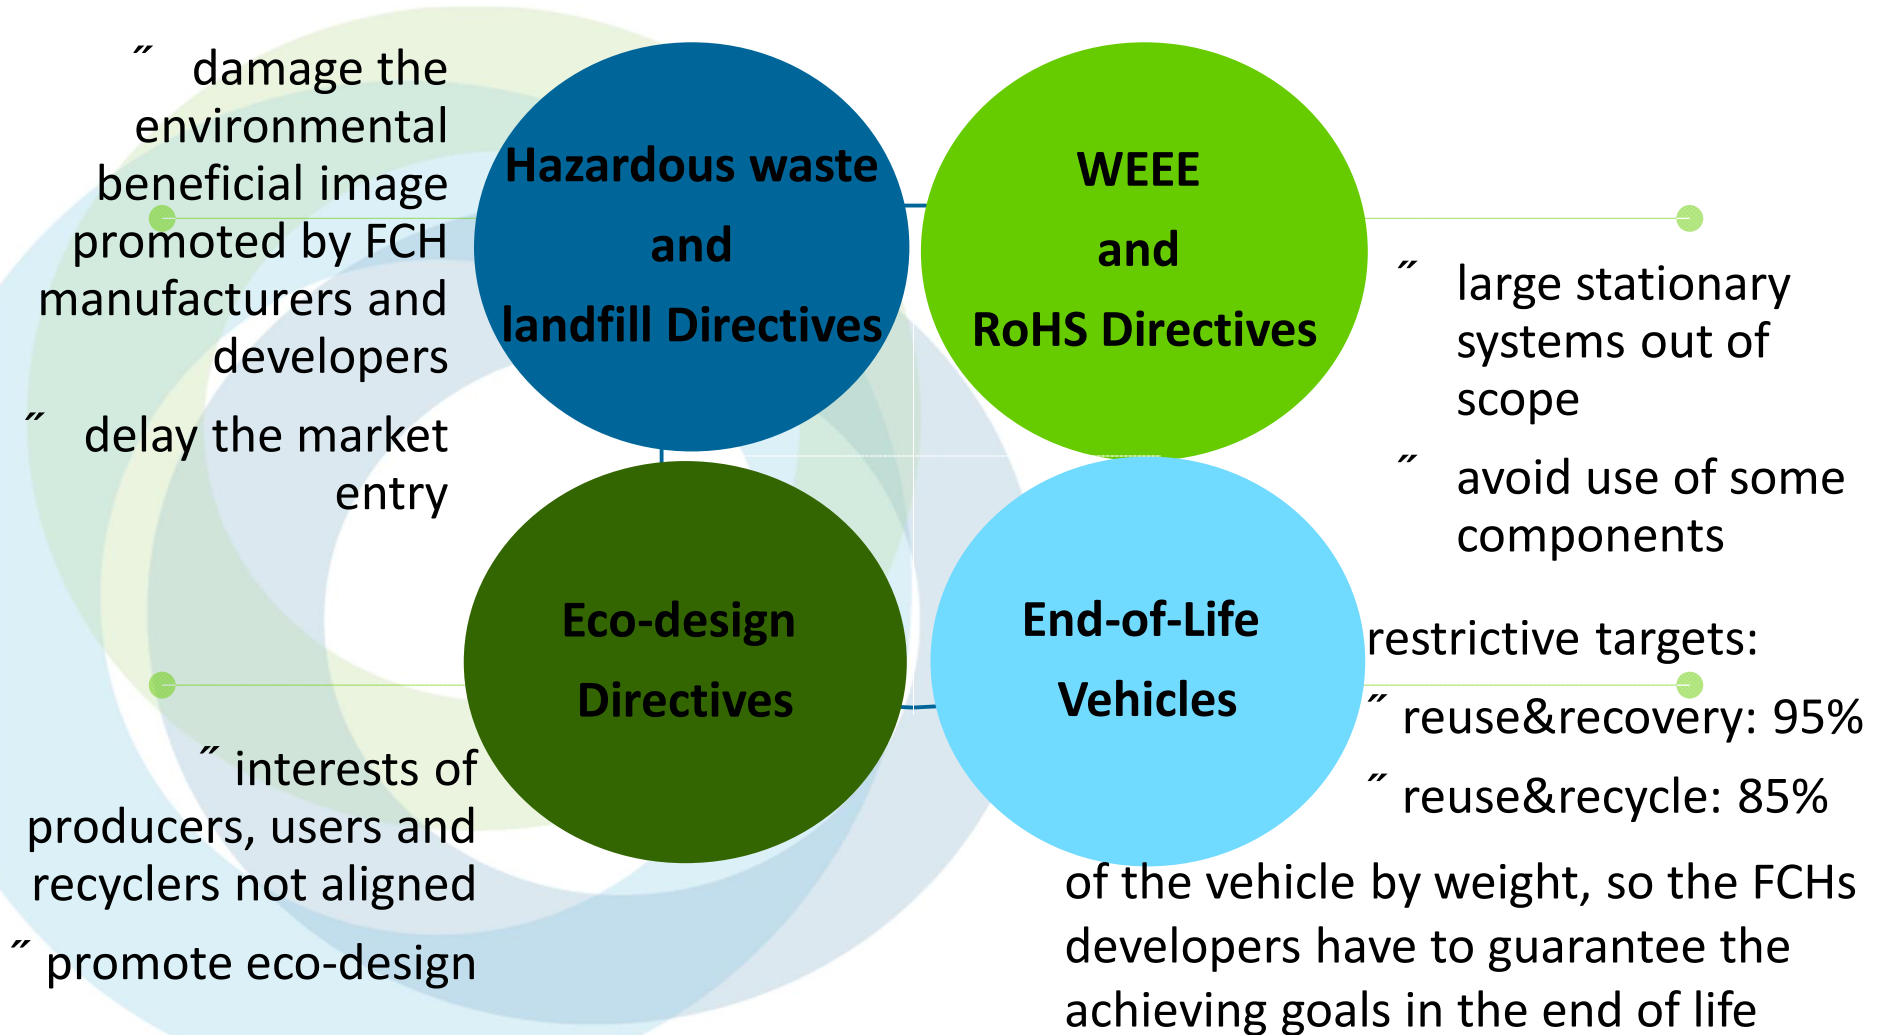 ˝ damage the
environmental
beneficial image
promoted by FCH
manufacturers and
developers
˝ delay the market
entry
Hazardous waste
and
landfill Directives
WEEE
and
RoHS Directives
˝ large stationary
systems out of
scope
˝ avoid use of some
components
Eco-design
Directives
˝ interests of
producers, users and
recyclers not aligned
˝ promote eco-design
End-of-Life
Vehicles
restrictive targets:
˝ reuse&recovery: 95%
˝ reuse&recycle: 85%
of the vehicle by weight, so the FCHs
developers have to guarantee the
achieving goals in the end of life